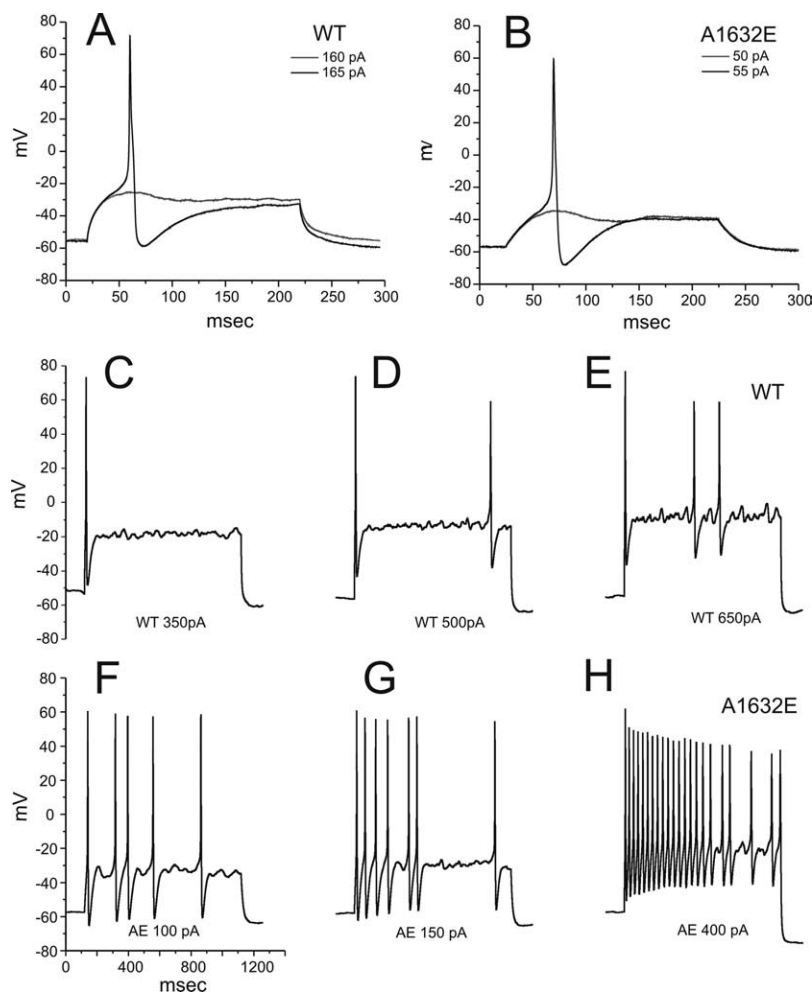 A
WT
160 pA
165 pA
80
60
40
20
0
-20
-40
-60
-80
mV
0 50 100 150 200 250 300
msec
B
A1632E
50 pA
55 pA
80
60
40
20
0
-20
-40
-60
-80
mV
0 50 100 150 200 250 300
msec
C
D
E
WT
80
60
40
20
0
-20
-40
-60
-80
mV
WT 350pA
WT 500pA
WT 650pA
F
G
H
A1632E
80
60
40
20
0
-20
-40
-60
-80
mV
AE 100 pA
AE 150 pA
AE 400 pA
0 400 800 1200
msec